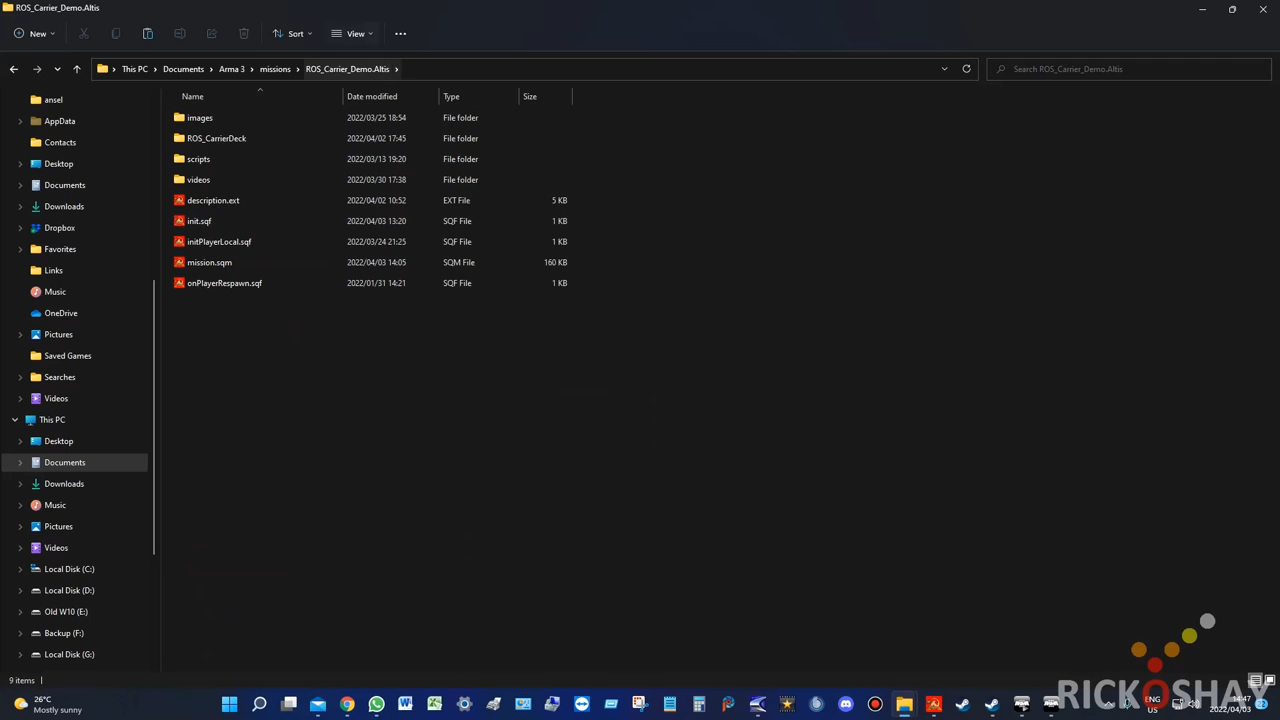 ROS_Carrier_Demo.Altis
New Sort View
This PC Documents Arma 3 missions ROS_Carrier_Demo.Altis Search ROS_Carrier_Demo.Altis
Name Date modified Type Size
ansel
AppData
Contacts
Desktop
Documents
Downloads
Dropbox
Favorites
Links
Music
OneDrive
Pictures
Saved Games
Searches
Videos
This PC
Desktop
Documents
Downloads
Music
Pictures
Videos
Local Disk (C:)
Local Disk (D:)
Old W10 (E:)
Backup (F:)
Local Disk (G:)
images 2022/03/25 18:54 File folder
ROS_CarrierDeck 2022/04/02 17:45 File folder
scripts 2022/03/13 19:20 File folder
videos 2022/03/30 17:38 File folder
description.ext 2022/04/02 10:52 EXT File 5 KB
init.sqf 2022/04/03 13:20 SQF File 1 KB
initPlayerLocal.sqf 2022/03/24 21:25 SQF File 1 KB
mission.sqm 2022/04/03 14:05 SQM File 160 KB
onPlayerRespawn.sqf 2022/01/31 14:21 SQF File 1 KB
9 items
RICKOSHAY
26°C
Mostly sunny
ENG
US
14:47
2022/04/03